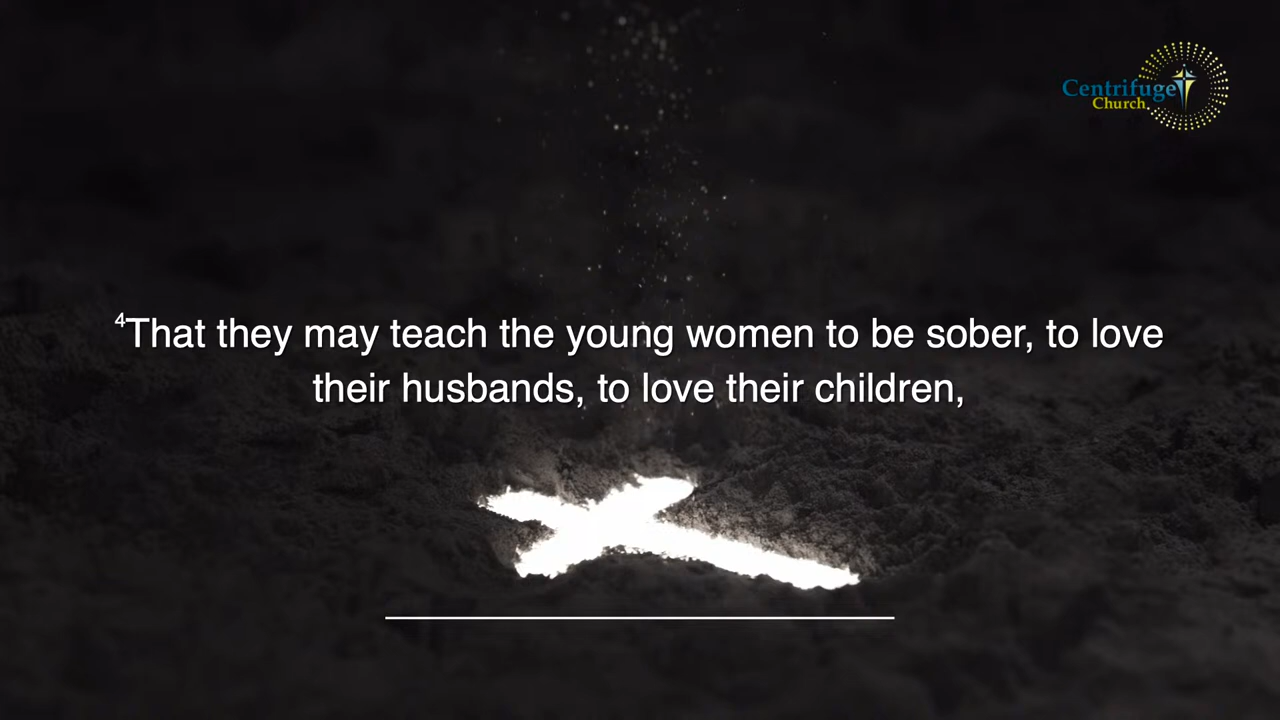 Centrifuge
Church
⁴That they may teach the young women to be sober, to love
their husbands, to love their children,